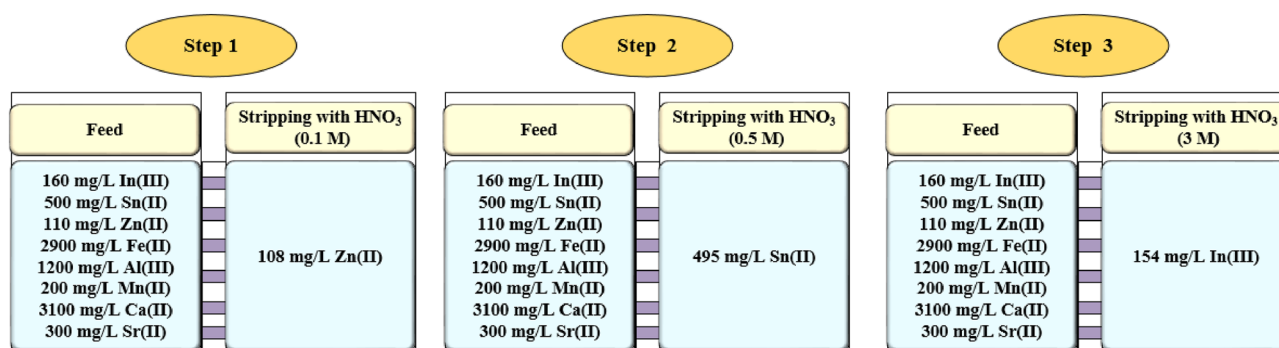 Step 1
Feed
Stripping with HNO₃
(0.1 M)
160 mg/L In(III)
500 mg/L Sn(II)
110 mg/L Zn(II)
2900 mg/L Fe(II)
1200 mg/L Al(III)
200 mg/L Mn(II)
3100 mg/L Ca(II)
300 mg/L Sr(II)
108 mg/L Zn(II)
Step 2
Feed
Stripping with HNO₃
(0.5 M)
160 mg/L In(III)
500 mg/L Sn(II)
110 mg/L Zn(II)
2900 mg/L Fe(II)
1200 mg/L Al(III)
200 mg/L Mn(II)
3100 mg/L Ca(II)
300 mg/L Sr(II)
495 mg/L Sn(II)
Step 3
Feed
Stripping with HNO₃
(3 M)
160 mg/L In(III)
500 mg/L Sn(II)
110 mg/L Zn(II)
2900 mg/L Fe(II)
1200 mg/L Al(III)
200 mg/L Mn(II)
3100 mg/L Ca(II)
300 mg/L Sr(II)
154 mg/L In(III)